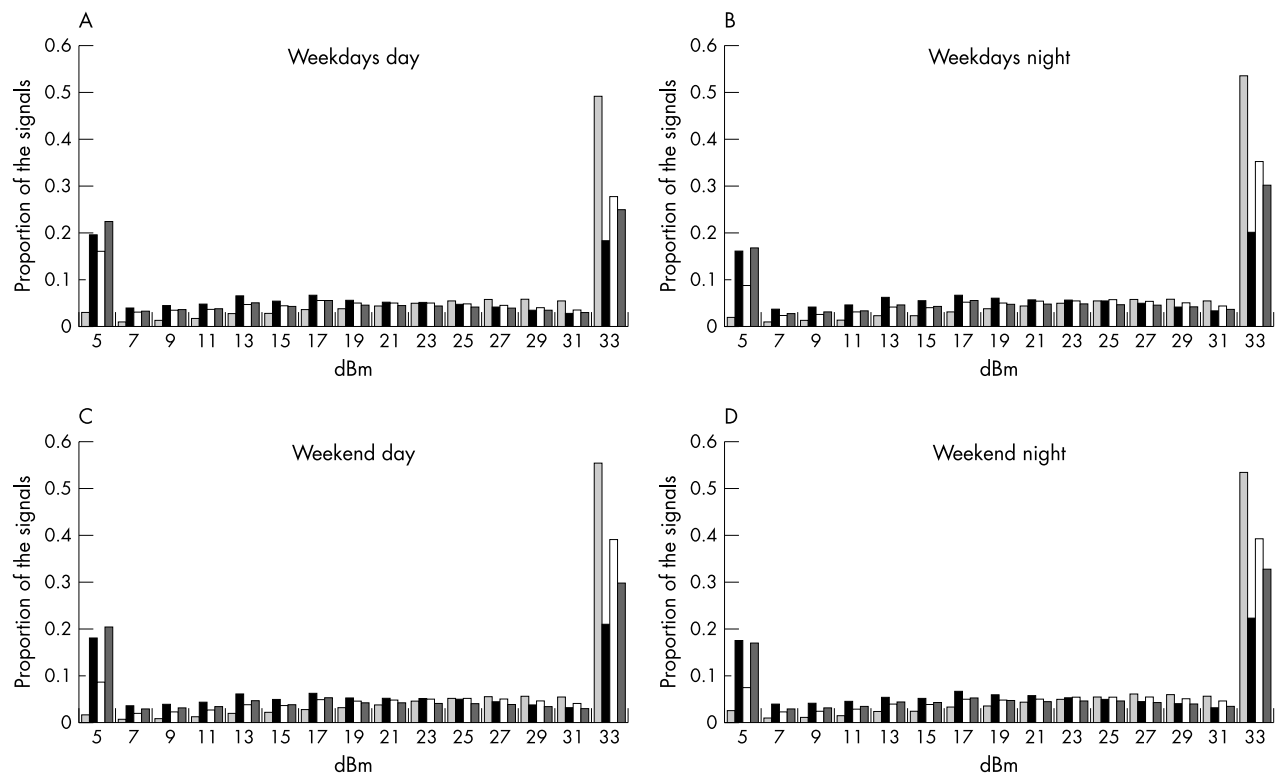 A
Weekdays day
Proportion of the signals
0.6
0.5
0.4
0.3
0.2
0.1
0
5 7 9 11 13 15 17 19 21 23 25 27 29 31 33
dBm
B
Weekdays night
Proportion of the signals
0.6
0.5
0.4
0.3
0.2
0.1
0
5 7 9 11 13 15 17 19 21 23 25 27 29 31 33
dBm
C
Weekend day
Proportion of the signals
0.6
0.5
0.4
0.3
0.2
0.1
0
5 7 9 11 13 15 17 19 21 23 25 27 29 31 33
dBm
D
Weekend night
Proportion of the signals
0.6
0.5
0.4
0.3
0.2
0.1
0
5 7 9 11 13 15 17 19 21 23 25 27 29 31 33
dBm